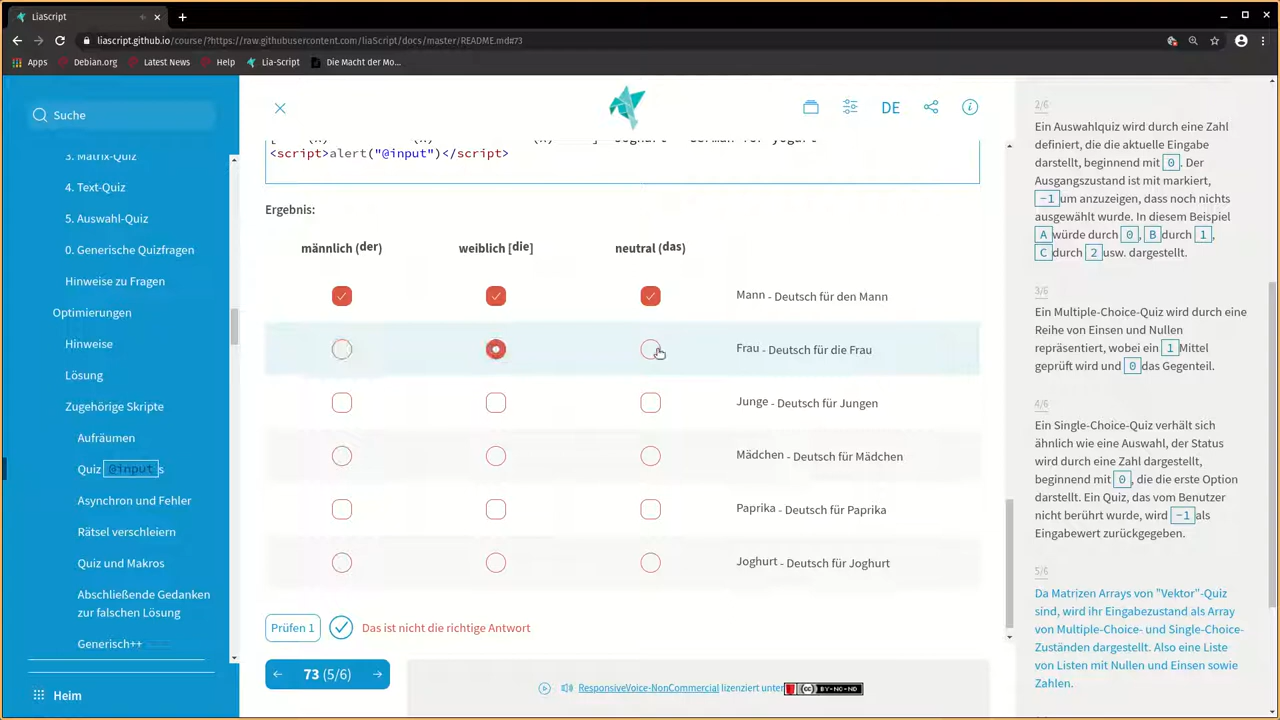 LiaScript
liascript.github.io/course/?https://raw.githubusercontent.com/liaScript/docs/master/README.md#73
Apps
Debian.org
Latest News
Help
Lia-Script
Die Macht der Mo...
Suche
3. Matrix-Quiz
4. Text-Quiz
5. Auswahl-Quiz
0. Generische Quizfragen
Hinweise zu Fragen
Optimierungen
Hinweise
Lösung
Zugehörige Skripte
Aufräumen
Quiz @input s
Asynchron und Fehler
Rätsel verschleiern
Quiz und Makros
Abschließende Gedanken
zur falschen Lösung
Generisch++
Heim
DE
<script>alert("@input")</script>
Ergebnis:
männlich (der) weiblich [die] neutral (das)
Mann - Deutsch für den Mann
Frau - Deutsch für die Frau
Junge - Deutsch für Jungen
Mädchen - Deutsch für Mädchen
Paprika - Deutsch für Paprika
Joghurt - Deutsch für Joghurt
Prüfen 1 Das ist nicht die richtige Antwort
73 (5/6)
ResponsiveVoice-NonCommercial lizenziert unter
CC BY-NC-ND
2/6
Ein Auswahlquiz wird durch eine Zahl
definiert, die die aktuelle Eingabe
darstellt, beginnend mit 0. Der
Ausgangszustand ist mit markiert,
-1 um anzuzeigen, dass noch nichts
ausgewählt wurde. In diesem Beispiel
A würde durch 0, B durch 1,
C durch 2 usw. dargestellt.
3/6
Ein Multiple-Choice-Quiz wird durch eine
Reihe von Einsen und Nullen
repräsentiert, wobei ein 1 Mittel
geprüft wird und 0 das Gegenteil.
4/6
Ein Single-Choice-Quiz verhält sich
ähnlich wie eine Auswahl, der Status
wird durch eine Zahl dargestellt,
beginnend mit 0, die die erste Option
darstellt. Ein Quiz, das vom Benutzer
nicht berührt wurde, wird -1 als
Eingabewert zurückgegeben.
5/6
Da Matrizen Arrays von "Vektor"-Quiz
sind, wird ihr Eingabezustand als Array
von Multiple-Choice- und Single-Choice-
Zuständen dargestellt. Also eine Liste
von Listen mit Nullen und Einsen sowie
Zahlen.